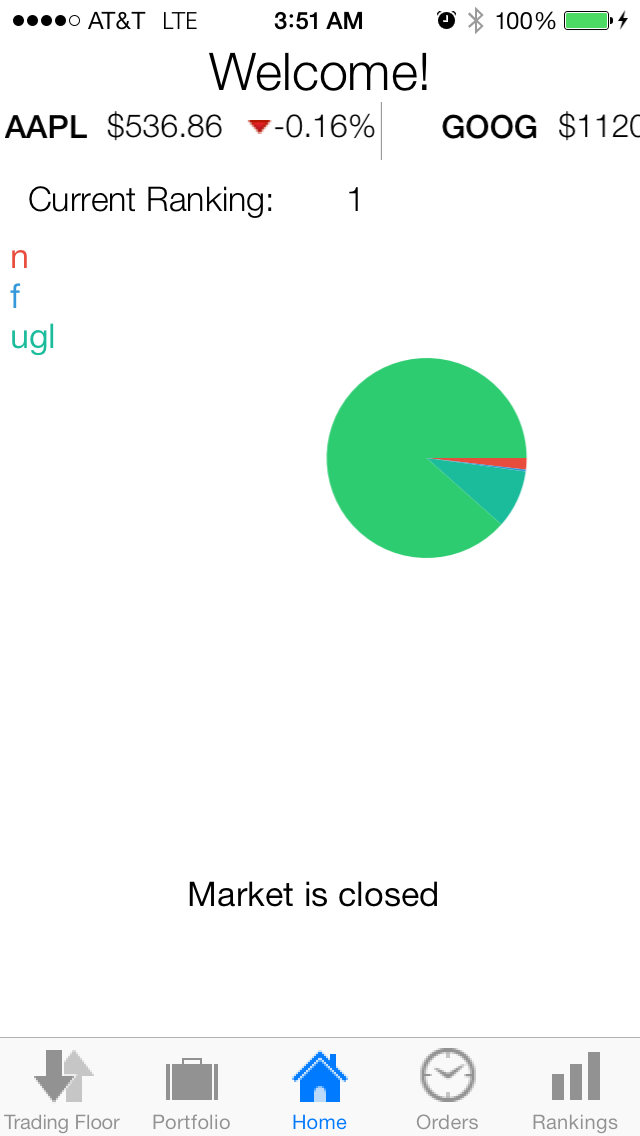 AT&T LTE 3:51 AM 100%
Welcome!
AAPL $536.86 -0.16% GOOG $1120
Current Ranking: 1
n
f
ugl
Market is closed
Trading Floor Portfolio Home Orders Rankings